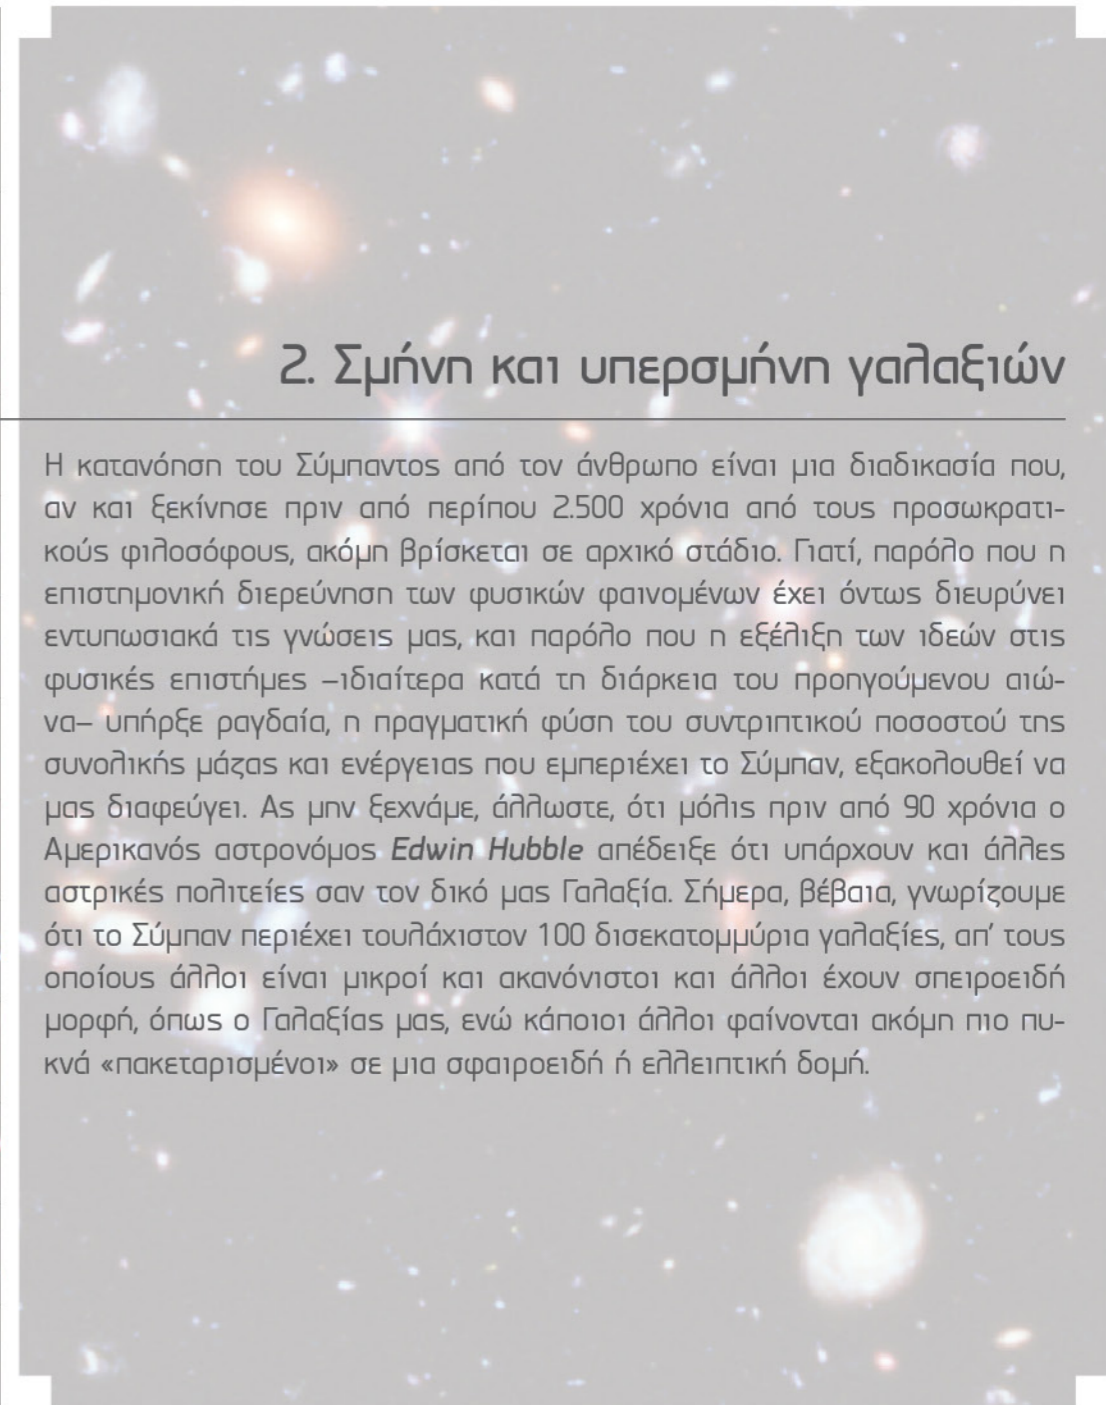 2. Σμήνη και υπερσμήνη γαλαξιών
Η κατανόηση του Σύμπαντος από τον άνθρωπο είναι μια διαδικασία που,
αν και ξεκίνησε πριν από περίπου 2.500 χρόνια από τους προσωκρατι-
κούς φιλοσόφους, ακόμη βρίσκεται σε αρχικό στάδιο. Γιατί, παρόλο που η
επιστημονική διερεύνηση των φυσικών φαινομένων έχει όντως διευρύνει
εντυπωσιακά τις γνώσεις μας, και παρόλο που η εξέλιξη των ιδεών στις
φυσικές επιστήμες –ιδιαίτερα κατά τη διάρκεια του προηγούμενου αιώ-
να– υπήρξε ραγδαία, η πραγματική φύση του συντριπτικού ποσοστού της
συνολικής μάζας και ενέργειας που εμπεριέχει το Σύμπαν, εξακολουθεί να
μας διαφεύγει. Ας μην ξεχνάμε, άλλωστε, ότι μόλις πριν από 90 χρόνια ο
Αμερικανός αστρονόμος Edwin Hubble απέδειξε ότι υπάρχουν και άλλες
αστρικές πολιτείες σαν τον δικό μας Γαλαξία. Σήμερα, βέβαια, γνωρίζουμε
ότι το Σύμπαν περιέχει τουλάχιστον 100 δισεκατομμύρια γαλαξίες, απ’ τους
οποίους άλλοι είναι μικροί και ακανόνιστοι και άλλοι έχουν σπειροειδή
μορφή, όπως ο Γαλαξίας μας, ενώ κάποιοι άλλοι φαίνονται ακόμη πιο πυ-
κνά «πακεταρισμένοι» σε μια σφαιροειδή ή ελλειπτική δομή.